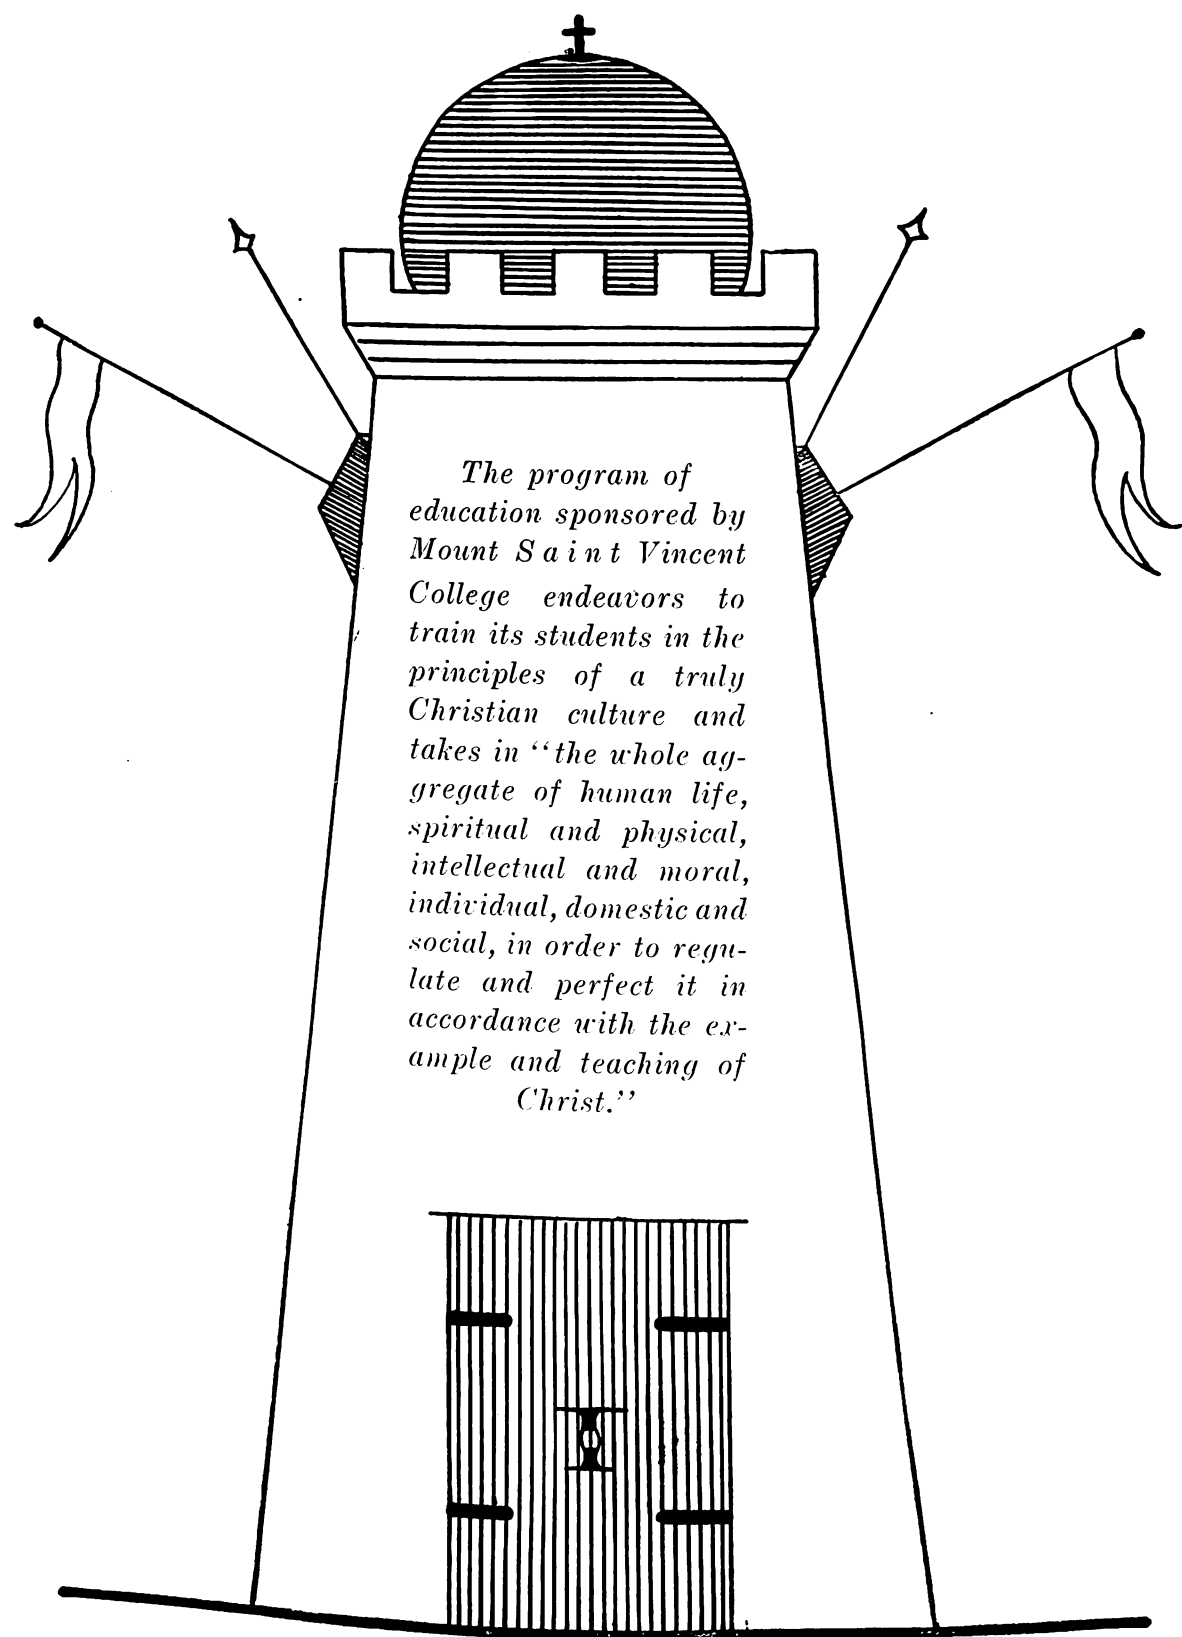 The program of
education sponsored by
Mount Saint Vincent
College endeavors to
train its students in the
principles of a truly
Christian culture and
takes in “the whole ag-
gregate of human life,
spiritual and physical,
intellectual and moral,
individual, domestic and
social, in order to regu-
late and perfect it in
accordance with the ex-
ample and teaching of
Christ.”